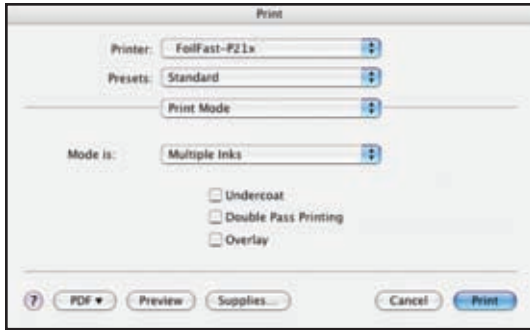 Print
Printer: FoilFast-P21x
Presets: Standard
Print Mode
Mode is: Multiple Inks
Undercoat
Double Pass Printing
Overlay
? PDF ▼ Preview Supplies... Cancel Print